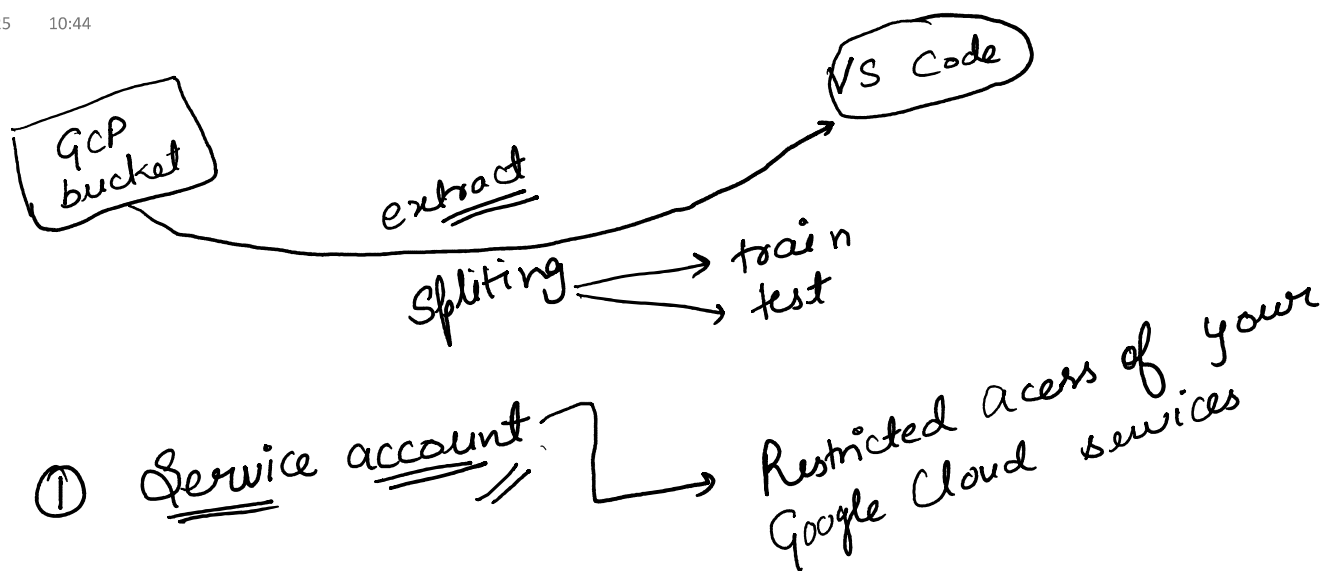 25 10:44
VS Code
GCP
bucket
extract
Spliting
train
test
① Service account
Restricted acess of your
Google Cloud services